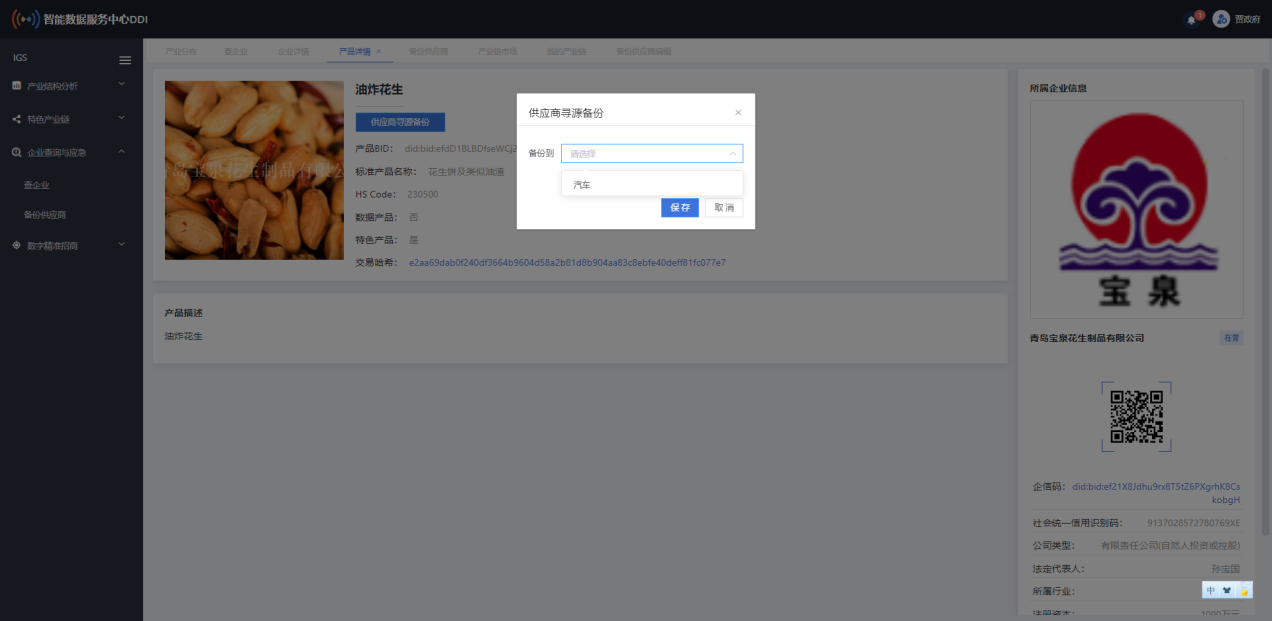 智能数据服务中心DDI
1
贾政府
IGS
产业结构分析
特色产业链
企业查询与应急
查企业
备份供应商
数字精准招商
产业分布
查企业
企业详情
产品详情 ×
备份供应商
产业链市场
我的产业链
备份供应商编辑
油炸花生
供应商寻源备份
产品BID： did:bid:efdD1BLBDfseWCj2
标准产品名称： 花生饼及类似油渣
HS Code： 230500
数据产品： 否
特色产品： 是
交易哈希： e2aa69dab0f240df3664b9604d58a2b81d8b904aa83c8ebfe40deff81fc077e7
岛宝泉花生制品有限公
产品描述
油炸花生
供应商寻源备份 ×
备份到 请选择
汽车
保存 取消
所属企业信息
宝泉
青岛宝泉花生制品有限公司 在营
企信码： did:bid:ef21X8Jdhu9rx8T5tZ6PXgrhK8Cs
kobgH
社会统一信用识别码： 9137028572780769XE
公司类型： 有限责任公司(自然人投资或控股)
法定代表人： 孙宝国
所属行业：
注册资本： 1000万元
中